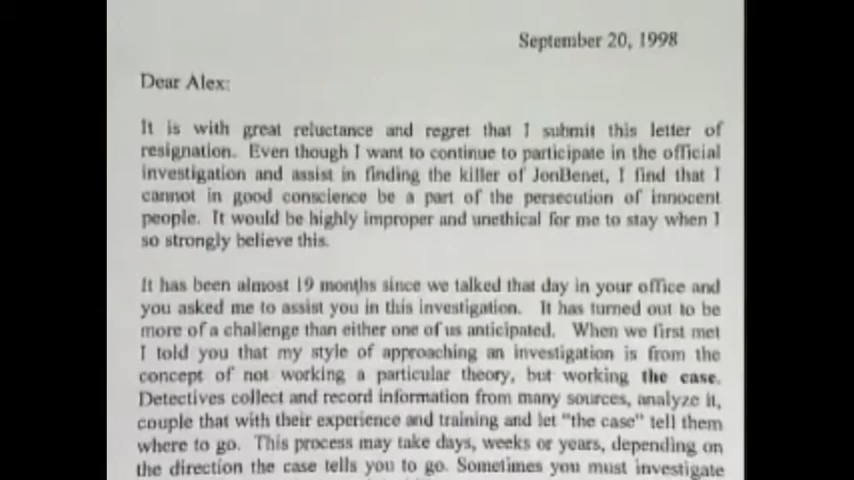 September 20, 1998
Dear Alex:
It is with great reluctance and regret that I submit this letter of
resignation. Even though I want to continue to participate in the official
investigation and assist in finding the killer of JonBenet, I find that I
cannot in good conscience be a part of the persecution of innocent
people. It would be highly improper and unethical for me to stay when I
so strongly believe this.
It has been almost 19 months since we talked that day in your office and
you asked me to assist you in this investigation. It has turned out to be
more of a challenge than either one of us anticipated. When we first met
I told you that my style of approaching an investigation is from the
concept of not working a particular theory, but working the case.
Detectives collect and record information from many sources, analyze it,
couple that with their experience and training and let "the case" tell them
where to go. This process may take days, weeks or years, depending on
the direction the case tells you to go. Sometimes you must investigate